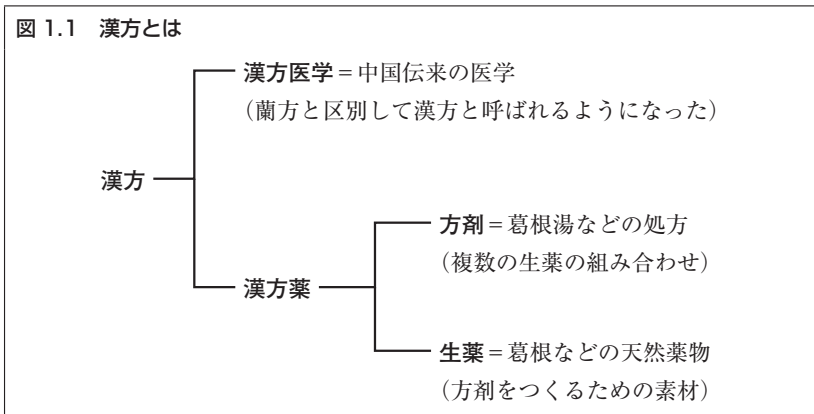 図 1.1　漢方とは
漢方医学＝中国伝来の医学
（蘭方と区別して漢方と呼ばれるようになった）
漢方
方剤＝葛根湯などの処方
（複数の生薬の組み合わせ）
漢方薬
生薬＝葛根などの天然薬物
（方剤をつくるための素材）